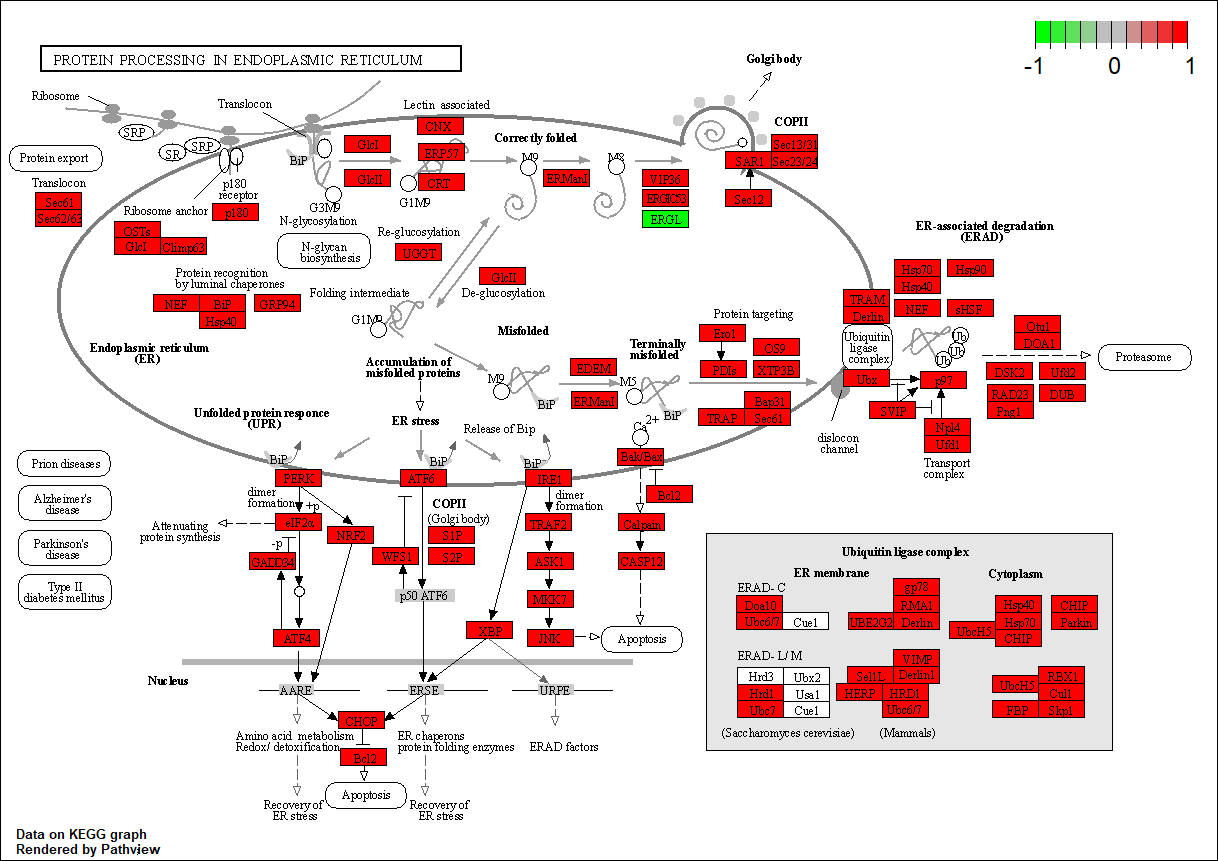 PROTEIN PROCESSING IN ENDOPLASMIC RETICULUM
-1
0
1
Golgi body
Ribosome
SRP
SR
SRP
Translocon
Lectin associated
CNX
ERP57
CRT
GlcI
GlcII
BiP
G3M9
N-glycosylation
G1M9
Correctly folded
M9
ERManI
M8
VIP36
ERGIC53
ERGL
COPII
Sec13/31
SAR1
Sec23/24
Sec12
Protein export
Translocon
Sec61
Sec62/63
p180
receptor
Ribosome anchor
p180
OSTs
GlcI
Climp63
N-glycan
biosynthesis
Re-glucosylation
UGGT
GlcII
De-glucosylation
Protein recognition
by luminal chaperones
NEF
BiP
GRP94
Hsp40
Folding intermediate
G1M9
Endoplasmic reticulum
(ER)
Misfolded
Accumulation of
misfolded proteins
M9
BiP
EDEM
ERManI
Terminally
misfolded
M5
BiP
Protein targeting
Ero1
OS9
PDIs
XTP3B
Bap31
TRAP
Sec61
ER-associated degradation
(ERAD)
Hsp70
Hsp90
Hsp40
NEF
sHSF
TRAM
Derlin
Ubiquitin
ligase
complex
Ub
Ub
Ub
Otu1
DOA1
Proteasome
Ubx
p97
DSK2
Ufd2
RAD23
DUB
Png1
SVIP
Npl4
Ufd1
dislocon
channel
Transport
complex
Unfolded protein responce
(UPR)
ER stress
Release of Bip
Ca2+
BiP
BiP
BiP
PERK
ATF6
IRE1
Bak/Bax
Bcl2
Prion diseases
Alzheimer's
disease
Parkinson's
disease
Type II
diabetes mellitus
dimer
formation
+p
eIF2α
Attenuating
protein synthesis
-p
GADD34
NRF2
ATF4
COPII
(Golgi body)
S1P
S2P
WFS1
p50 ATF6
dimer
formation
TRAF2
ASK1
MKK7
JNK
XBP
Calpain
CASP12
Apoptosis
Nucleus
AARE
ERSE
URPE
CHOP
Bcl2
Amino acid metabolism
Redox/ detoxification
ER chaperons
protein folding enzymes
ERAD factors
Apoptosis
Recovery of
ER stress
Recovery of
ER stress
Ubiquitin ligase complex
ER membrane
Cytoplasm
ERAD- C
Doa10
Ubc6/7
Cue1
gp78
RMA1
UBE2G2
Derlin
Hsp40
CHIP
Hsp70
Parkin
UbcH5
CHIP
ERAD- L/ M
Hrd3
Ubx2
Hrd1
Usa1
Ubc7
Cue1
VIMP
Sel1L
Derlin1
HERP
HRD1
Ubc6/7
RBX1
UbcH5
Cul1
FBP
Skp1
(Saccharomyces cerevisiae)
(Mammals)
Data on KEGG graph
Rendered by Pathview